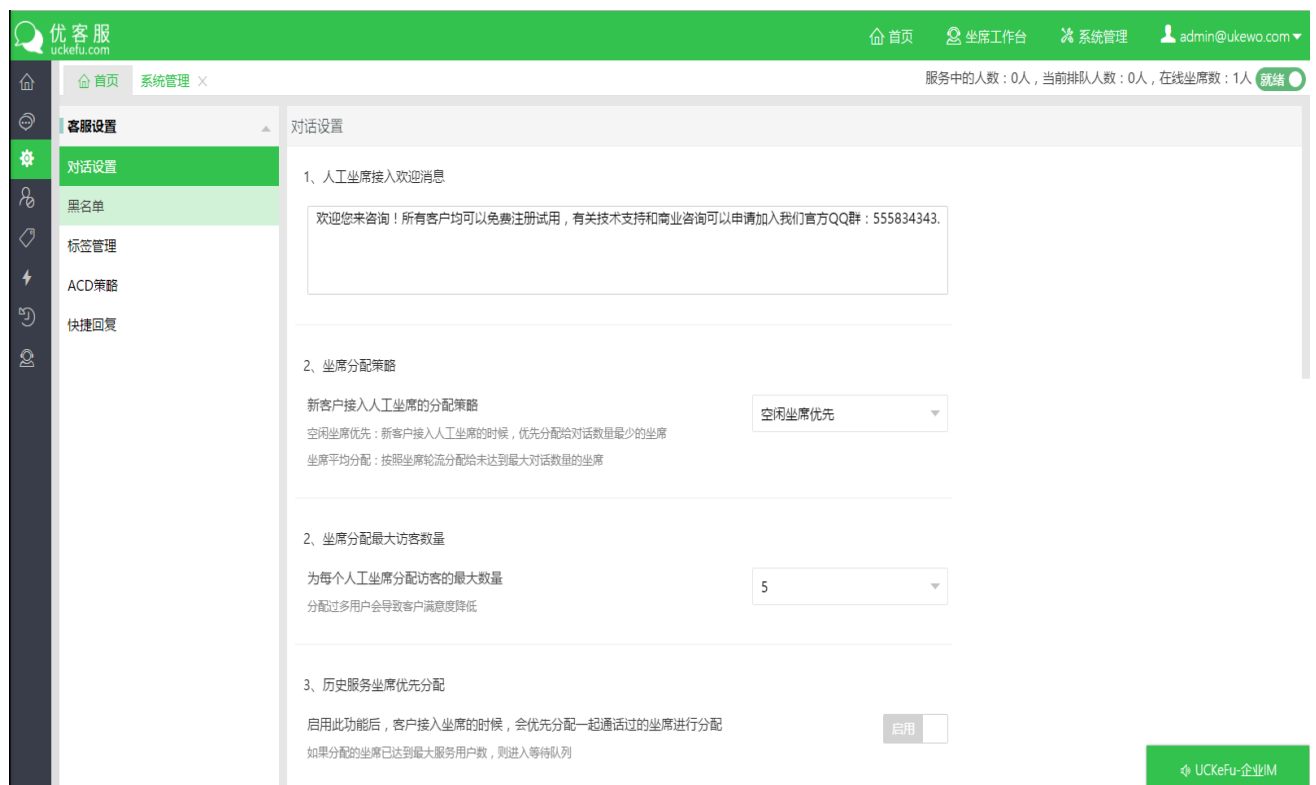 优客服
uckefu.com
首页
坐席工作台
系统管理
admin@ukewo.com
首页
系统管理
服务中的人数：0人，当前排队人数：0人，在线坐席数：1人
就绪
客服设置
对话设置
黑名单
标签管理
ACD策略
快捷回复
对话设置
1、人工坐席接入欢迎消息
欢迎您来咨询！所有客户均可以免费注册试用，有关技术支持和商业咨询可以申请加入我们官方QQ群：555834343.
2、坐席分配策略
新客户接入人工坐席的分配策略
空闲坐席优先
空闲坐席优先：新客户接入人工坐席的时候，优先分配给对话数量最少的坐席
坐席平均分配：按照坐席轮流分配给未达到最大对话数量的坐席
2、坐席分配最大访客数量
为每个人工坐席分配访客的最大数量
5
分配过多用户会导致客户满意度降低
3、历史服务坐席优先分配
启用此功能后，客户接入坐席的时候，会优先分配一起通话过的坐席进行分配
启用
如果分配的坐席已达到最大服务用户数，则进入等待队列
UCKeFu-企业IM